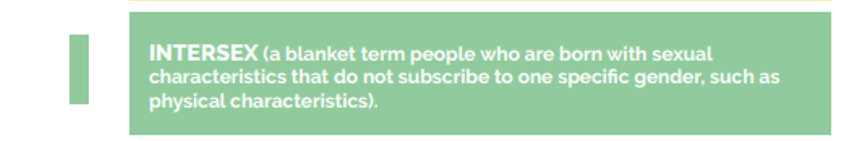 INTERSEX (a blanket term people who are born with sexual
characteristics that do not subscribe to one specific gender, such as
physical characteristics).